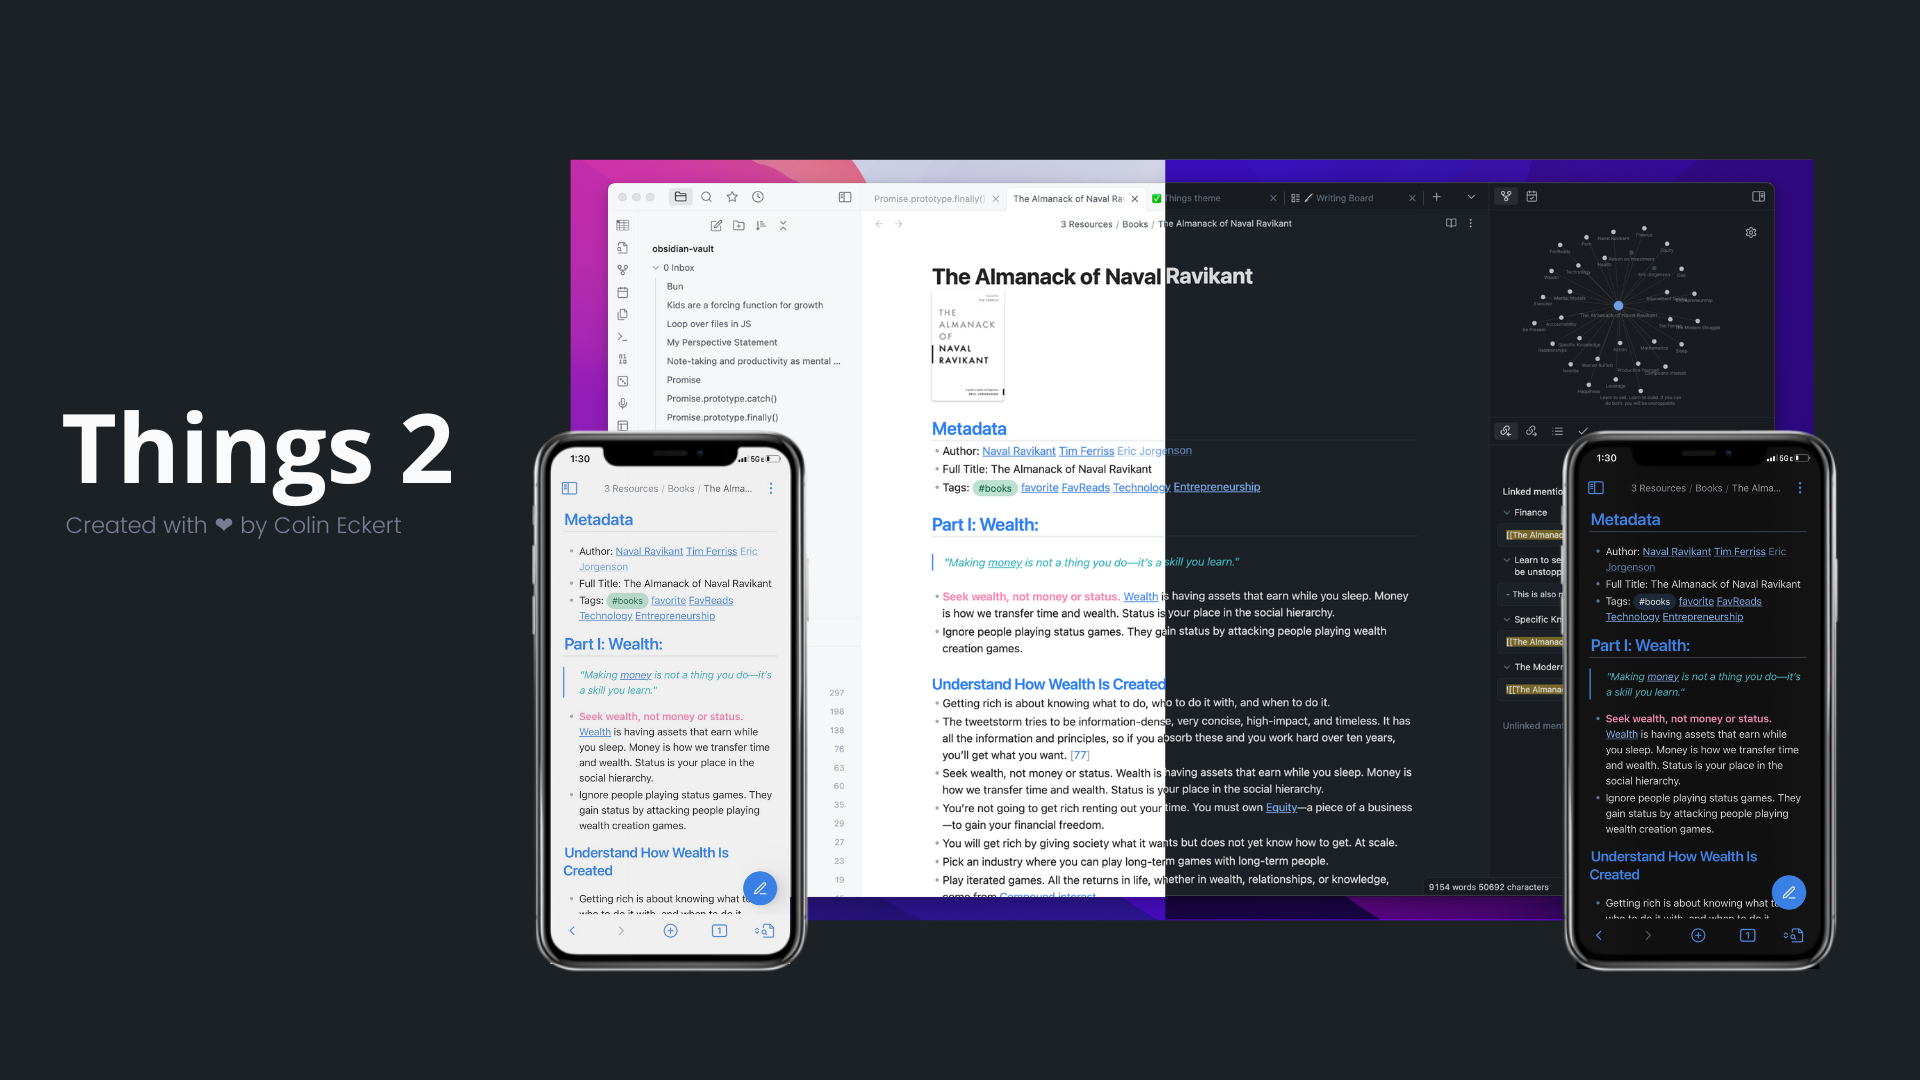 Things 2
Created with ❤ by Colin Eckert
Promise.prototype.finally()
The Almanack of Naval Ra
Things theme
Writing Board
3 Resources / Books / The Almanack of Naval Ravikant
obsidian-vault
0 Inbox
Bun
Kids are a forcing function for growth
Loop over files in JS
My Perspective Statement
Note-taking and productivity as mental ...
Promise
Promise.prototype.catch()
Promise.prototype.finally()
297
198
138
76
63
60
35
29
27
23
19
The Almanack of Naval Ravikant
THE
ALMANACK
OF
NAVAL
RAVIKANT
Metadata
Author: Naval Ravikant Tim Ferriss Eric Jorgenson
Full Title: The Almanack of Naval Ravikant
Tags: #books favorite FavReads Technology Entrepreneurship
Part I: Wealth:
"Making money is not a thing you do—it's a skill you learn."
Seek wealth, not money or status. Wealth is having assets that earn while you sleep. Money
is how we transfer time and wealth. Status is your place in the social hierarchy.
Ignore people playing status games. They gain status by attacking people playing wealth
creation games.
Understand How Wealth Is Created
Getting rich is about knowing what to do, who to do it with, and when to do it.
The tweetstorm tries to be information-dense, very concise, high-impact, and timeless. It has
all the information and principles, so if you absorb these and you work hard over ten years,
you'll get what you want. [77]
Seek wealth, not money or status. Wealth is having assets that earn while you sleep. Money is
how we transfer time and wealth. Status is your place in the social hierarchy.
You're not going to get rich renting out your time. You must own Equity—a piece of a business
—to gain your financial freedom.
You will get rich by giving society what it wants but does not yet know how to get. At scale.
Pick an industry where you can play long-term games with long-term people.
Play iterated games. All the returns in life, whether in wealth, relationships, or knowledge,
come from Compound interest
Linked mentio
Finance
[[The Almanac
Learn to se
be unstopp
- This is also r
Specific Kn
[[The Almanac
The Modern
![[The Almana
Unlinked men
9154 words 50692 characters
1:30
5GE
3 Resources / Books / The Alma...
Metadata
Author: Naval Ravikant Tim Ferriss Eric
Jorgenson
Full Title: The Almanack of Naval Ravikant
Tags: #books favorite FavReads
Technology Entrepreneurship
Part I: Wealth:
"Making money is not a thing you do—it's
a skill you learn."
Seek wealth, not money or status.
Wealth is having assets that earn while
you sleep. Money is how we transfer time
and wealth. Status is your place in the
social hierarchy.
Ignore people playing status games. They
gain status by attacking people playing
wealth creation games.
Understand How Wealth Is
Created
Getting rich is about knowing what t
who to do it with, and when to do it
1
1:30
5GE
3 Resources / Books / The Alma...
Metadata
Author: Naval Ravikant Tim Ferriss Eric
Jorgenson
Full Title: The Almanack of Naval Ravikant
Tags: #books favorite FavReads
Technology Entrepreneurship
Part I: Wealth:
"Making money is not a thing you do—it's
a skill you learn."
Seek wealth, not money or status.
Wealth is having assets that earn while
you sleep. Money is how we transfer time
and wealth. Status is your place in the
social hierarchy.
Ignore people playing status games. They
gain status by attacking people playing
wealth creation games.
Understand How Wealth Is
Created
Getting rich is about knowing what t
who to do it with, and when to do it
1